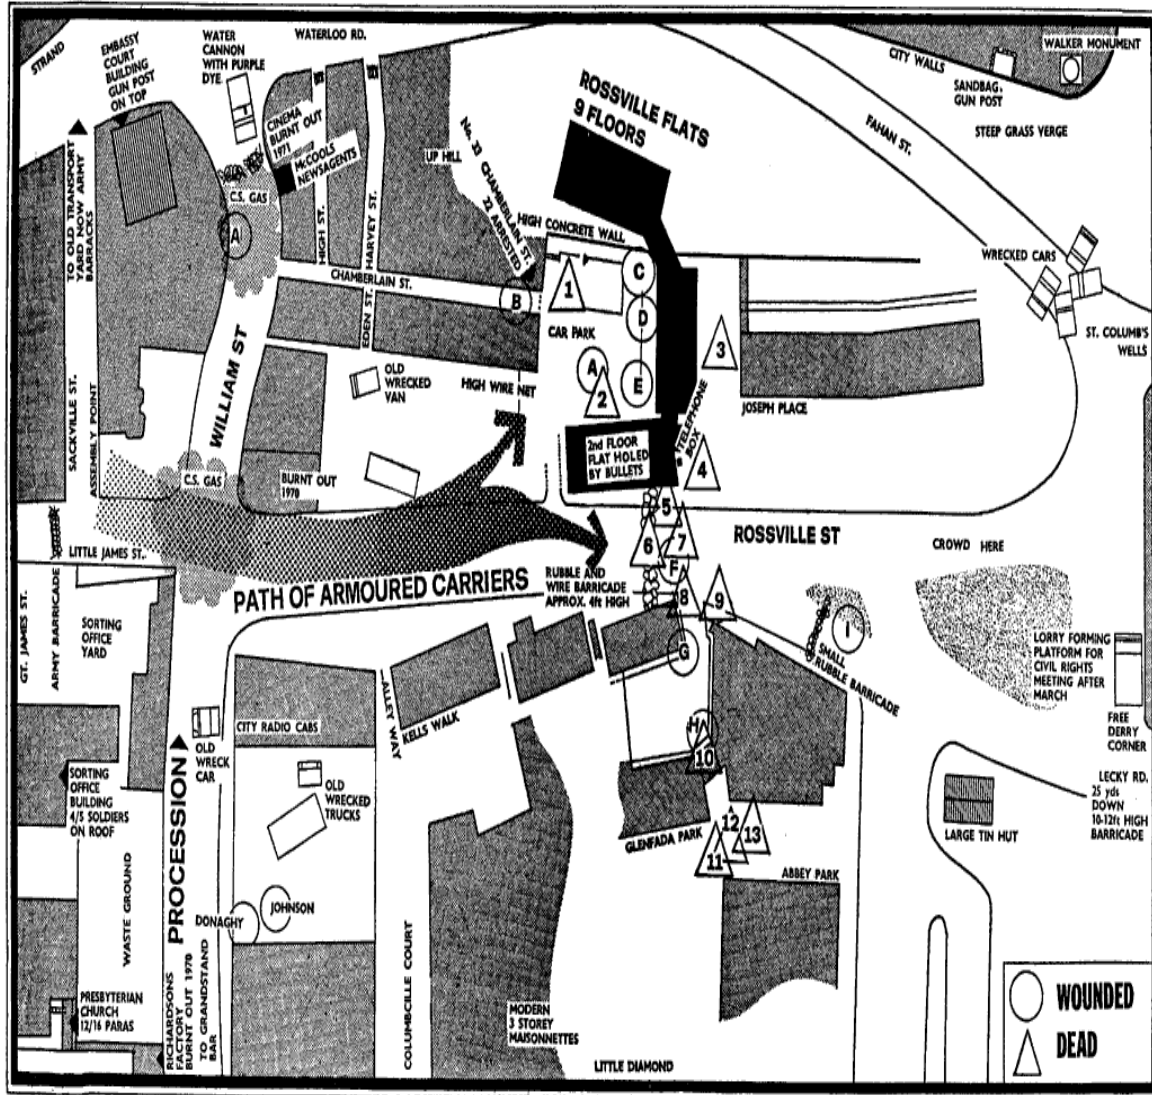 STRAND
EMBASSY
COURT
BUILDING
GUN POST
ON TOP
WATER
CANNON
WITH PURPLE
DYE
WATERLOO RD.
CINEMA
BURNT OUT
1971
McCOOLS
NEWSAGENTS
C.S. GAS
A
UP HILL
HIGH ST.
HARVEY ST.
EDEN ST.
CHAMBERLAIN ST.
No. 33 CHAMBERLAIN ST.
22 ARRESTED
ROSSVILLE FLATS
9 FLOORS
HIGH CONCRETE WALL
CITY WALLS
SANDBAG.
GUN POST
WALKER MONUMENT
STEEP GRASS VERGE
FAHAN ST.
WRECKED CARS
ST. COLUMB'S
WELLS
TO OLD TRANSPORT
YARD NOW ARMY
BARRACKS
SACKVILLE ST.
ASSEMBLY POINT
WILLIAM ST
B
1
C
D
E
A
2
3
CAR PARK
OLD
WRECKED
VAN
HIGH WIRE NET
JOSEPH PLACE
TELEPHONE
BOX
2nd FLOOR
FLAT HOLED
BY BULLETS
4
C.S. GAS
BURNT OUT
1970
5
6
7
F
8
9
ROSSVILLE ST
CROWD HERE
LITTLE JAMES ST.
PATH OF ARMOURED CARRIERS
RUBBLE AND
WIRE BARRICADE
APPROX. 4ft HIGH
GT. JAMES ST.
ARMY BARRICADE
SORTING
OFFICE
YARD
I
SMALL
RUBBLE BARRICADE
LORRY FORMING
PLATFORM FOR
CIVIL RIGHTS
MEETING AFTER
MARCH
FREE
DERRY
CORNER
G
ALLEY WAY
KELLS WALK
CITY RADIO CABS
OLD
WRECK
CAR
OLD
WRECKED
TRUCKS
SORTING
OFFICE
BUILDING
4/5 SOLDIERS
ON ROOF
PROCESSION
H
10
GLENFADA PARK
11
12
13
ABBEY PARK
LARGE TIN HUT
LECKY RD.
25 yds
DOWN
10-12ft HIGH
BARRICADE
WASTE GROUND
DONAGHY
JOHNSON
COLUMBCILLE COURT
PRESBYTERIAN
CHURCH
12/16 PARAS
RICHARDSONS
FACTORY
BURNT OUT 1970
TO GRANDSTAND
BAR
MODERN
3 STOREY
MAISONNETTES
LITTLE DIAMOND
WOUNDED
DEAD